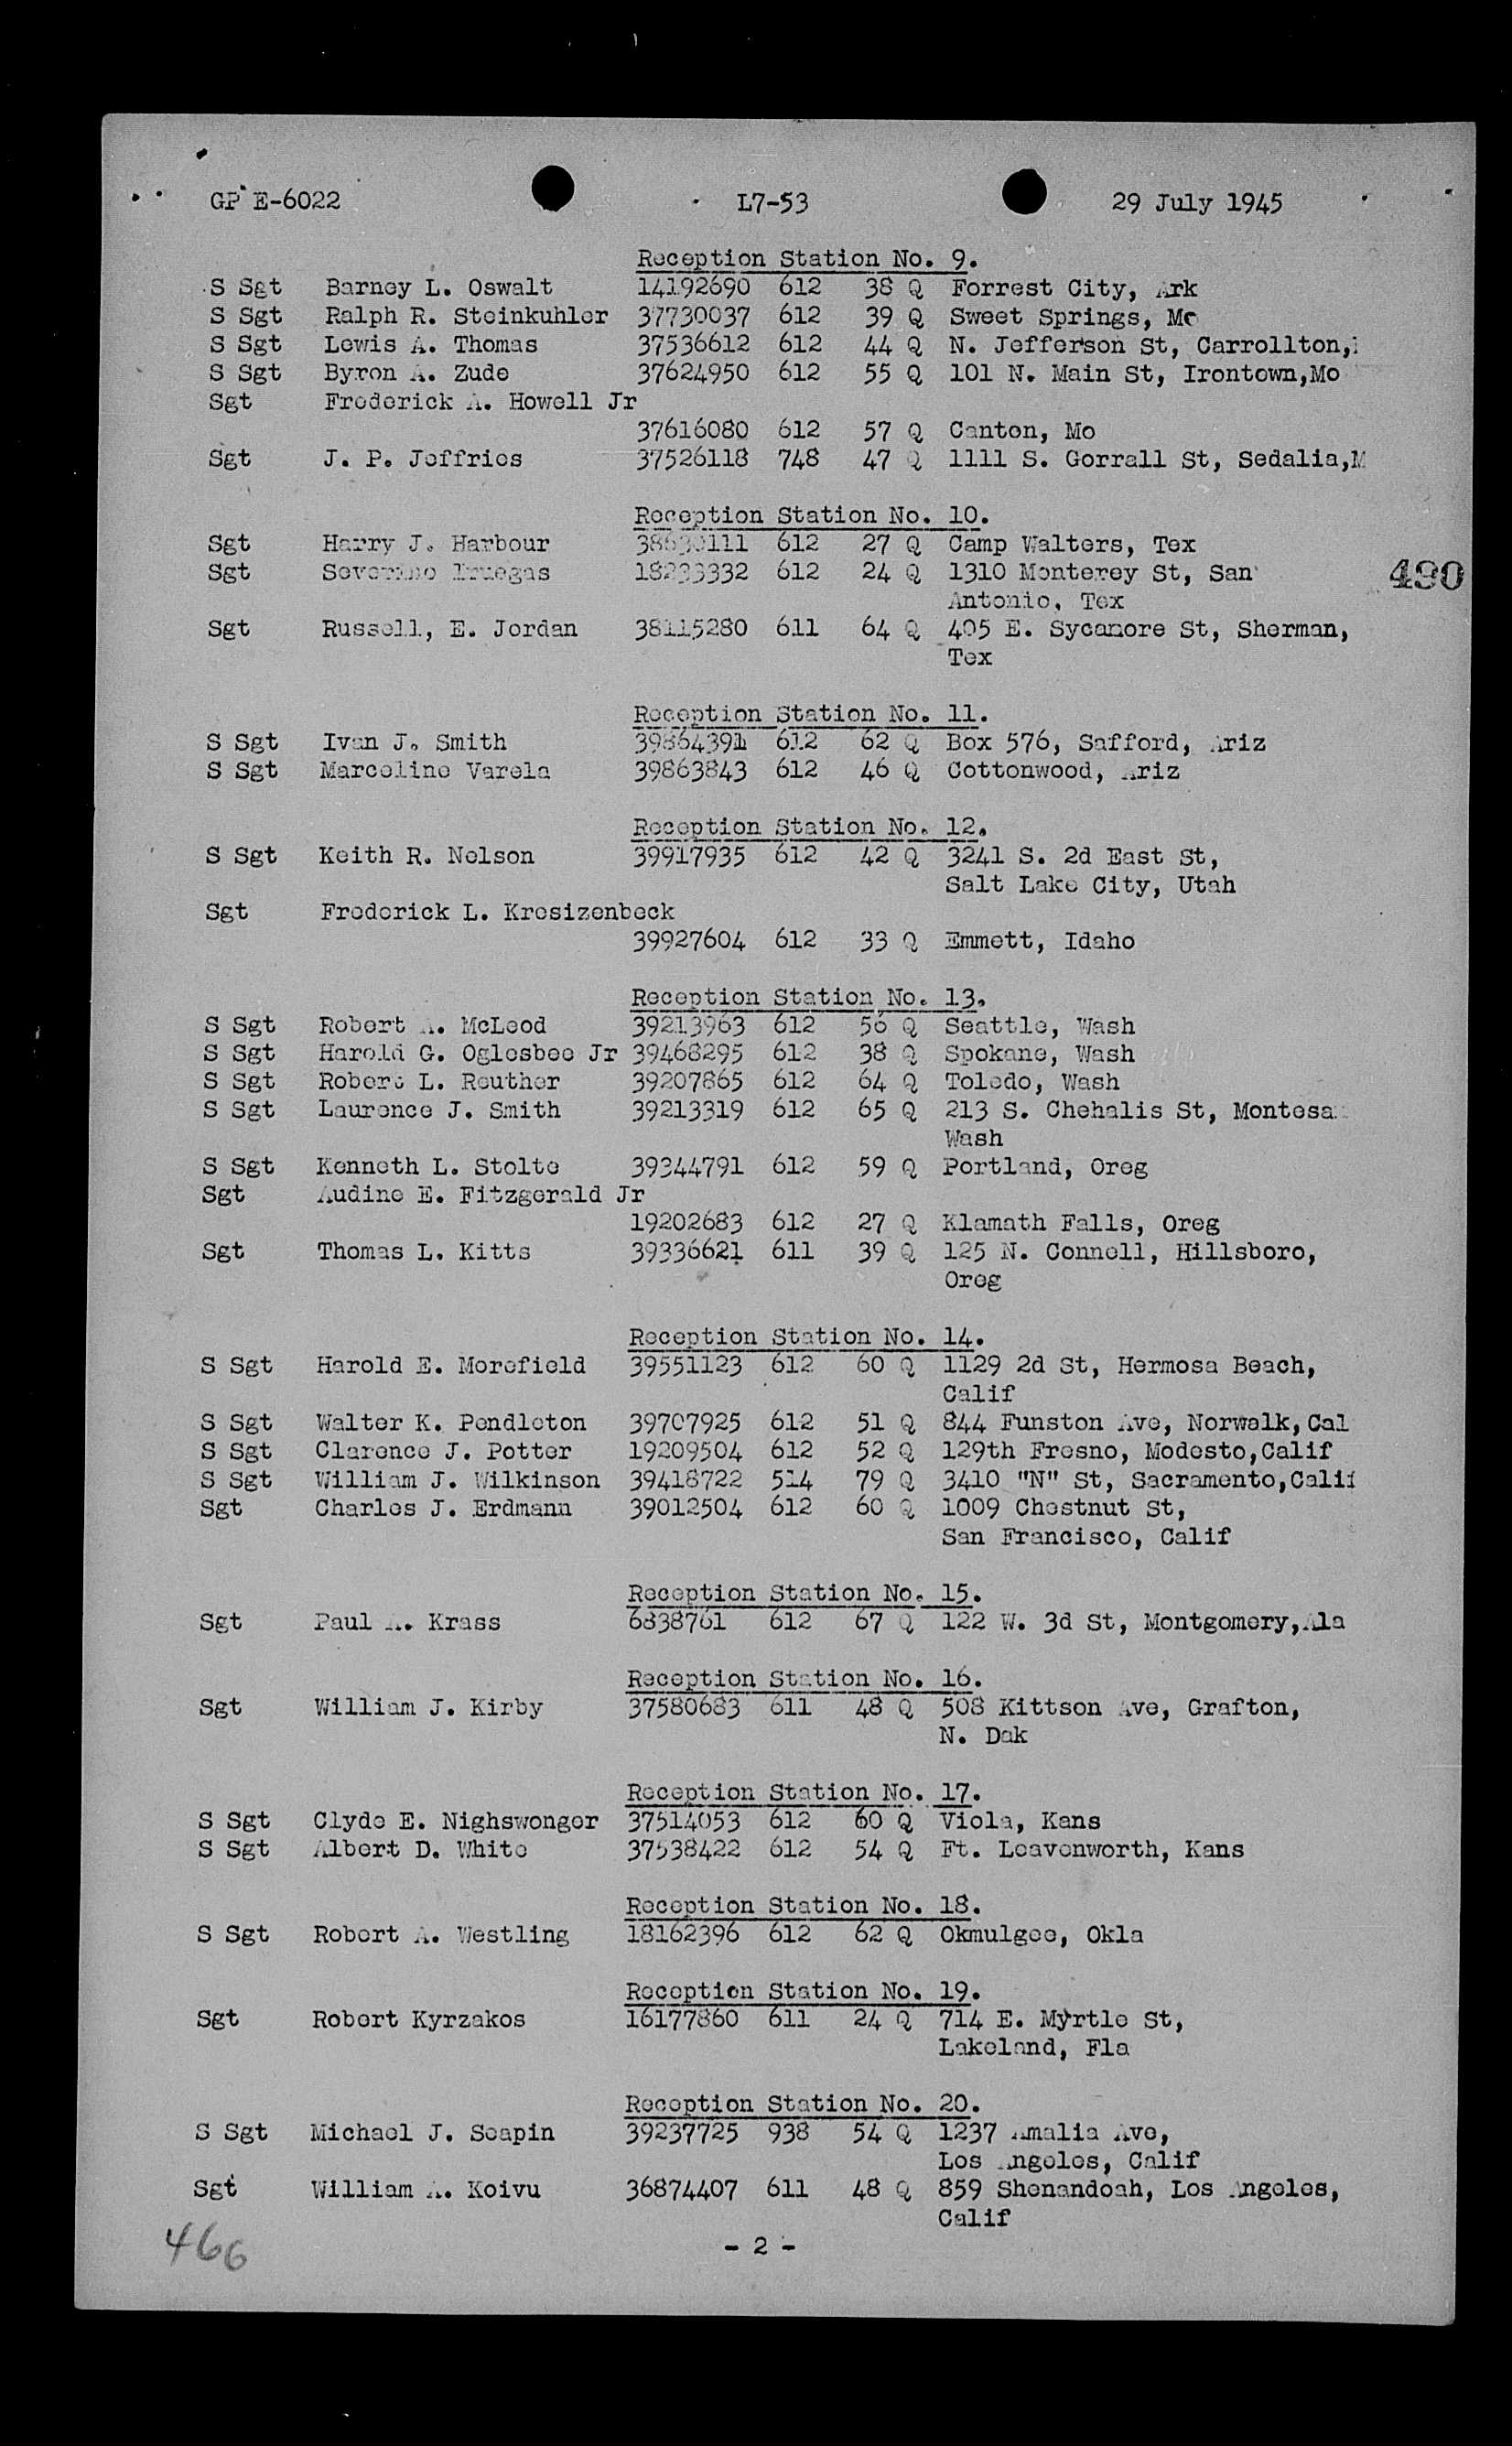 GP E-6022 L7-53 29 July 1945
Reception Station No. 9.
S Sgt Barney L. Oswalt 14192690 612 38 Q Forrest City, Ark
S Sgt Ralph R. Steinkuhler 37730037 612 39 Q Sweet Springs, Mo
S Sgt Lewis A. Thomas 37536612 612 44 Q N. Jefferson St, Carrollton,
S Sgt Byron A. Zude 37624950 612 55 Q 101 N. Main St, Irontown,Mo
Sgt Frederick A. Howell Jr
37616080 612 57 Q Canton, Mo
Sgt J. P. Jeffries 37526118 748 47 Q 1111 S. Gorrall St, Sedalia,M
Reception Station No. 10.
Sgt Harry J. Harbour 612 27 Q Camp Walters, Tex
Sgt 18233332 612 24 Q 1310 Monterey St, San
490
Antonio, Tex
Sgt Russell, E. Jordan 38115280 611 64 Q 405 E. Sycamore St, Sherman,
Tex
Reception Station No. 11.
S Sgt Ivan J. Smith 39864391 612 62 Q Box 576, Safford, Ariz
S Sgt Marceline Varela 39863843 612 46 Q Cottonwood, Ariz
Reception Station No. 12.
S Sgt Keith R. Nelson 39917935 612 42 Q 3241 S. 2d East St,
Salt Lake City, Utah
Sgt Frederick L. Kresizenbeck
39927604 612 33 Q Emmett, Idaho
Reception Station No. 13.
S Sgt Robert A. McLeod 39213963 612 56 Q Seattle, Wash
S Sgt Harold G. Oglesbee Jr 39468295 612 38 Q Spokane, Wash
S Sgt Robert L. Reuther 39207865 612 64 Q Toledo, Wash
S Sgt Laurence J. Smith 39213319 612 65 Q 213 S. Chehalis St, Montesa
Wash
S Sgt Kenneth L. Stolte 39344791 612 59 Q Portland, Oreg
Sgt Audine E. Fitzgerald Jr
19202683 612 27 Q Klamath Falls, Oreg
Sgt Thomas L. Kitts 39336621 611 39 Q 125 N. Connell, Hillsboro,
Oreg
Reception Station No. 14.
S Sgt Harold E. Morefield 39551123 612 60 Q 1129 2d St, Hermosa Beach,
Calif
S Sgt Walter K. Pendleton 39707925 612 51 Q 844 Funston Ave, Norwalk,Cal
S Sgt Clarence J. Potter 19209504 612 52 Q 129th Fresno, Modesto,Calif
S Sgt William J. Wilkinson 39418722 514 79 Q 3410 "N" St, Sacramento,Calif
Sgt Charles J. Erdmann 39012504 612 60 Q 1009 Chestnut St,
San Francisco, Calif
Reception Station No. 15.
Sgt Paul A. Krass 6838761 612 67 Q 122 W. 3d St, Montgomery,Ala
Reception Station No. 16.
Sgt William J. Kirby 37580683 611 48 Q 508 Kittson Ave, Grafton,
N. Dak
Reception Station No. 17.
S Sgt Clyde E. Nighswonger 37514053 612 60 Q Viola, Kans
S Sgt Albert D. White 37538422 612 54 Q Ft. Leavenworth, Kans
Reception Station No. 18.
S Sgt Robert A. Westling 18162396 612 62 Q Okmulgee, Okla
Reception Station No. 19.
Sgt Robert Kyrzakos 16177860 611 24 Q 714 E. Myrtle St,
Lakeland, Fla
Reception Station No. 20.
S Sgt Michael J. Scapin 39237725 938 54 Q 1237 Amalia Ave,
Los Angeles, Calif
Sgt William A. Koivu 36874407 611 48 Q 859 Shenandoah, Los Angeles,
Calif
466
- 2 -